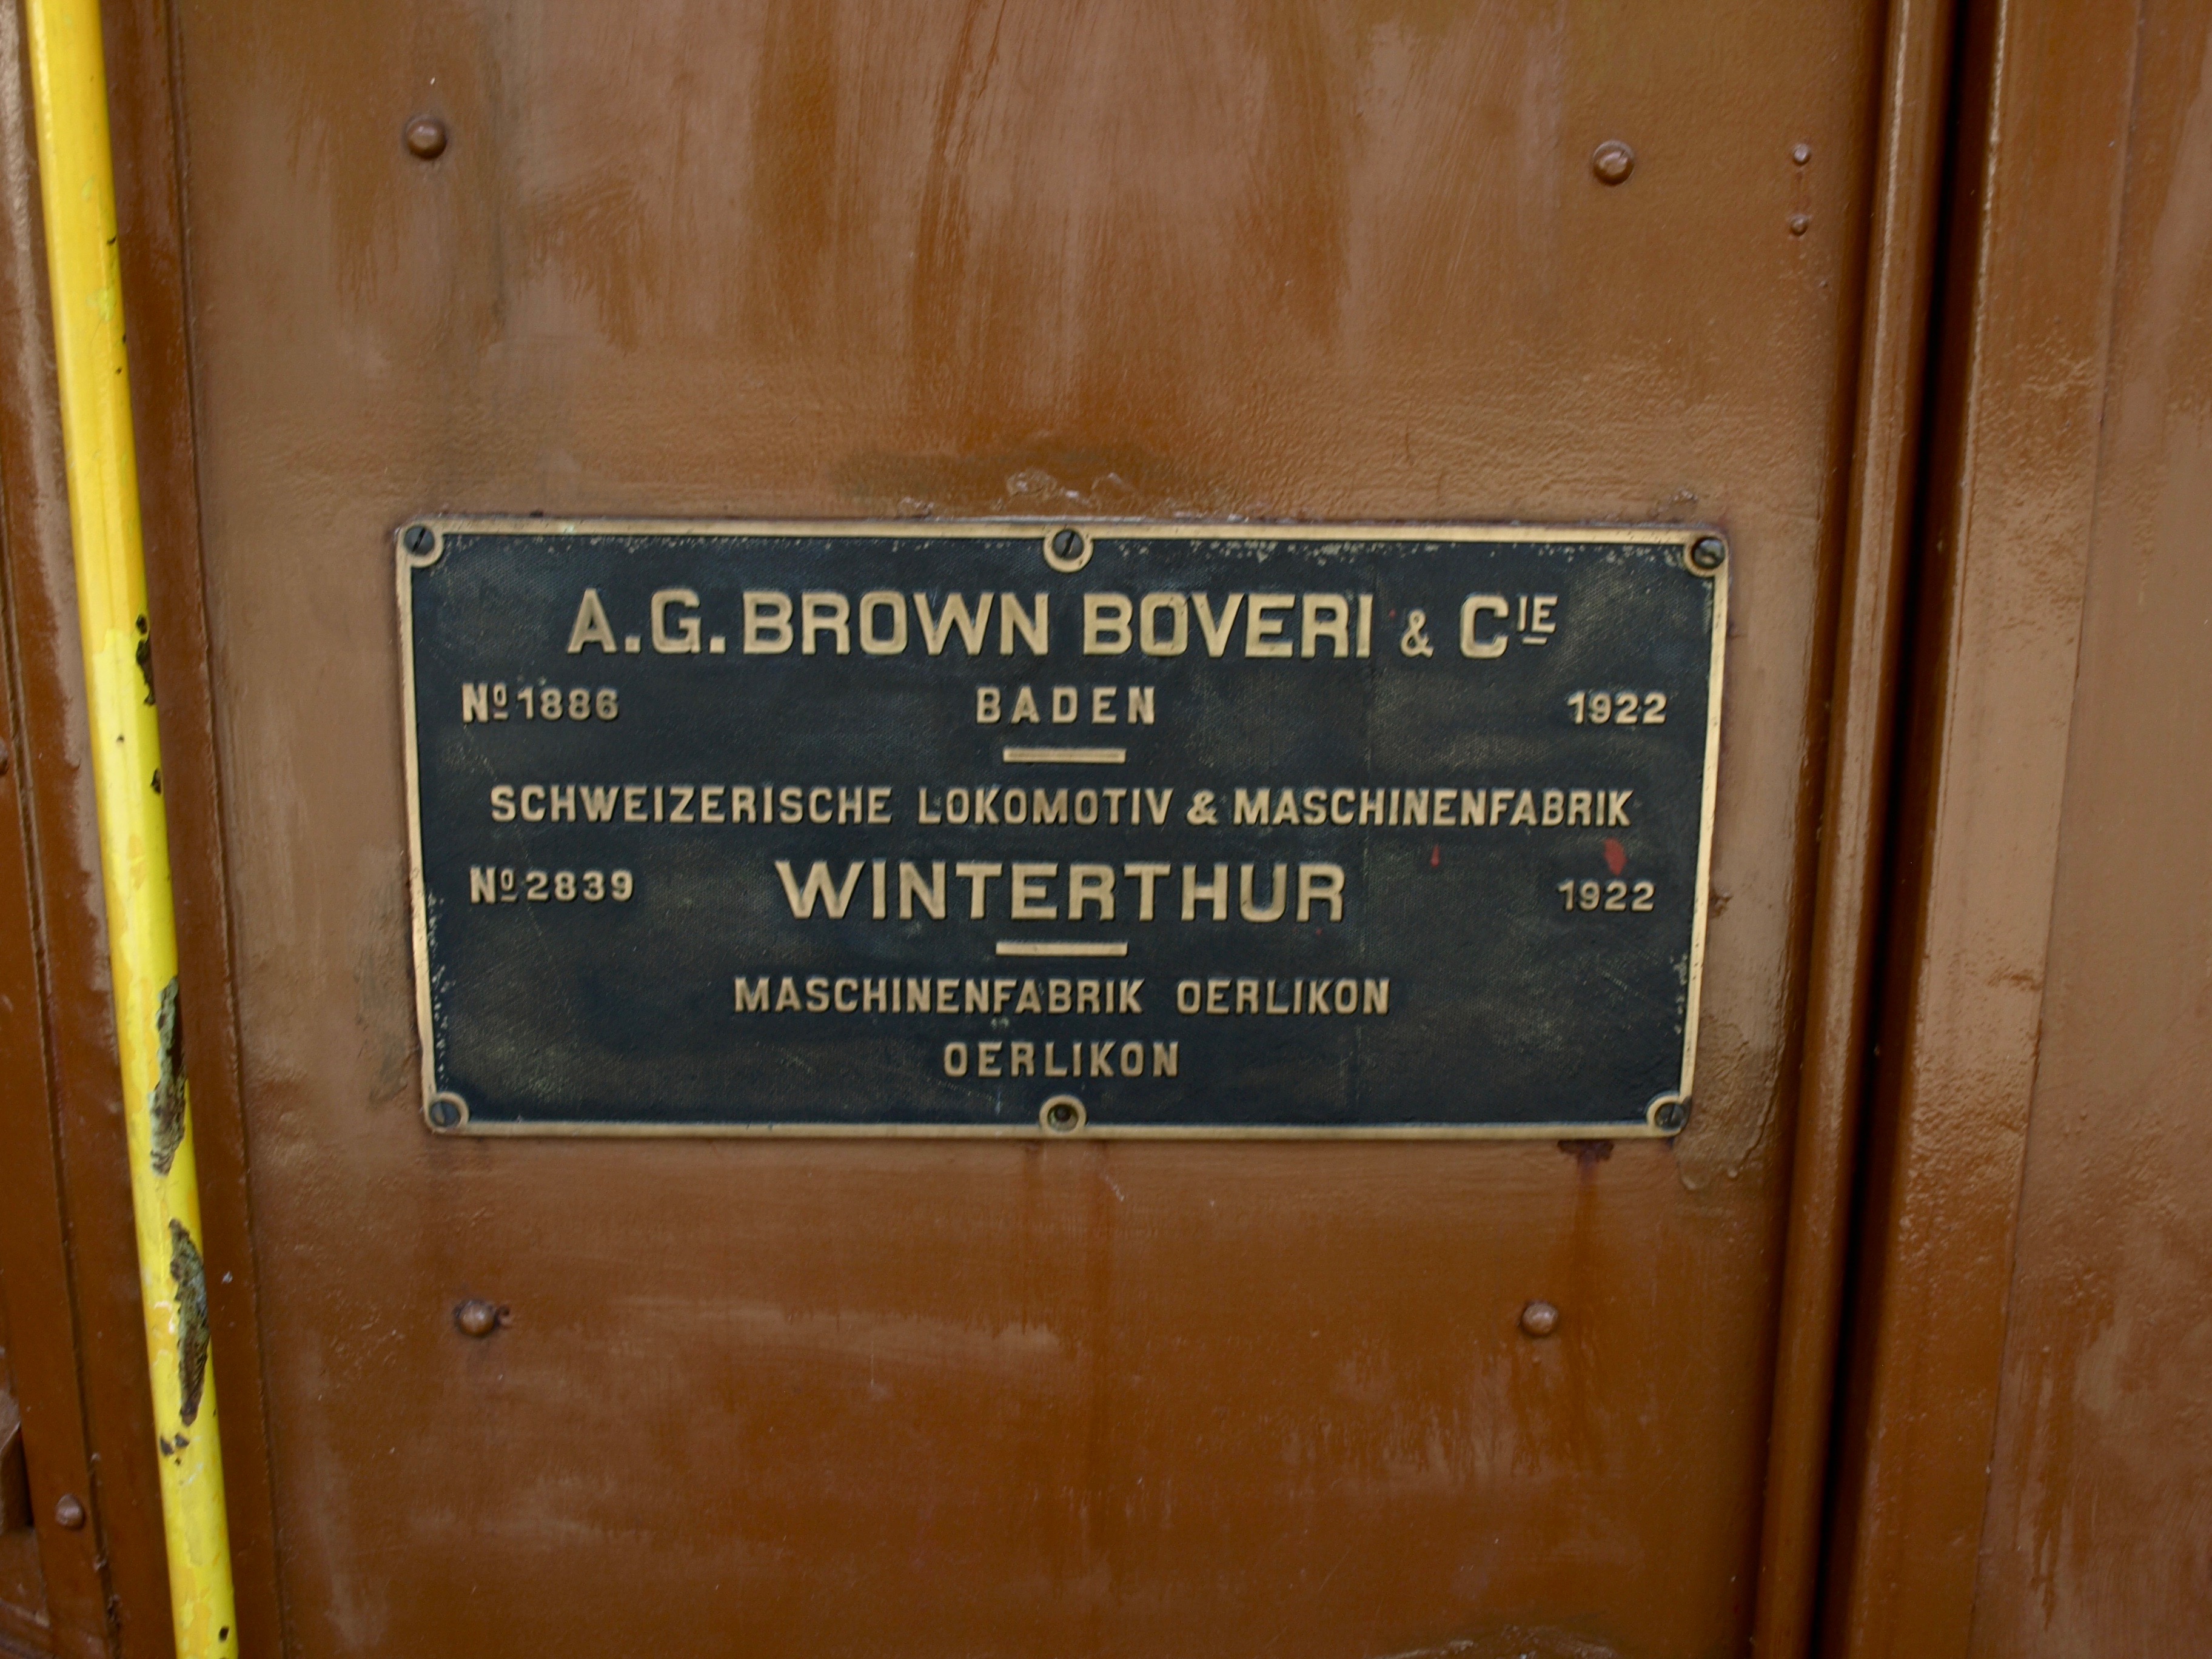 A.G. BROWN BOVERI & CIE
Nº 1886 BADEN 1922
SCHWEIZERISCHE LOKOMOTIV & MASCHINENFABRIK
Nº 2839 WINTERTHUR 1922
MASCHINENFABRIK OERLIKON
OERLIKON